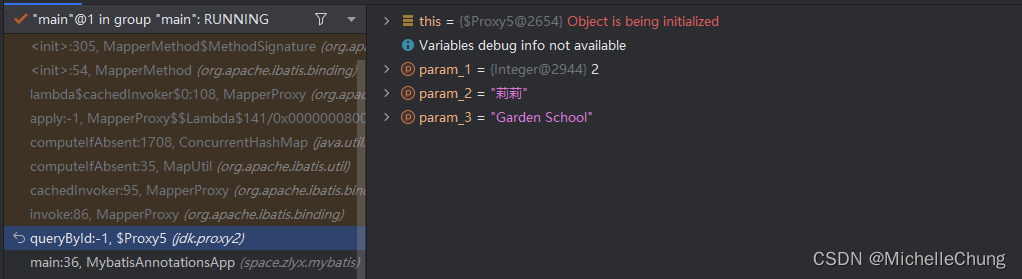 "main"@1 in group "main": RUNNING
<init>:305, MapperMethod$MethodSignature (org.apa
<init>:54, MapperMethod (org.apache.ibatis.binding)
lambda$cachedInvoker$0:108, MapperProxy (org.apac
apply:-1, MapperProxy$$Lambda$141/0x0000000800
computeIfAbsent:1708, ConcurrentHashMap (java.util.
computeIfAbsent:35, MapUtil (org.apache.ibatis.util)
cachedInvoker:95, MapperProxy (org.apache.ibatis.bind
invoke:86, MapperProxy (org.apache.ibatis.binding)
queryById:-1, $Proxy5 (jdk.proxy2)
main:36, MybatisAnnotationsApp (space.zlyx.mybatis)
this = {$Proxy5@2654} Object is being initialized
Variables debug info not available
param_1 = {Integer@2944} 2
param_2 = "莉莉"
param_3 = "Garden School"
CSDN @MichelleChung